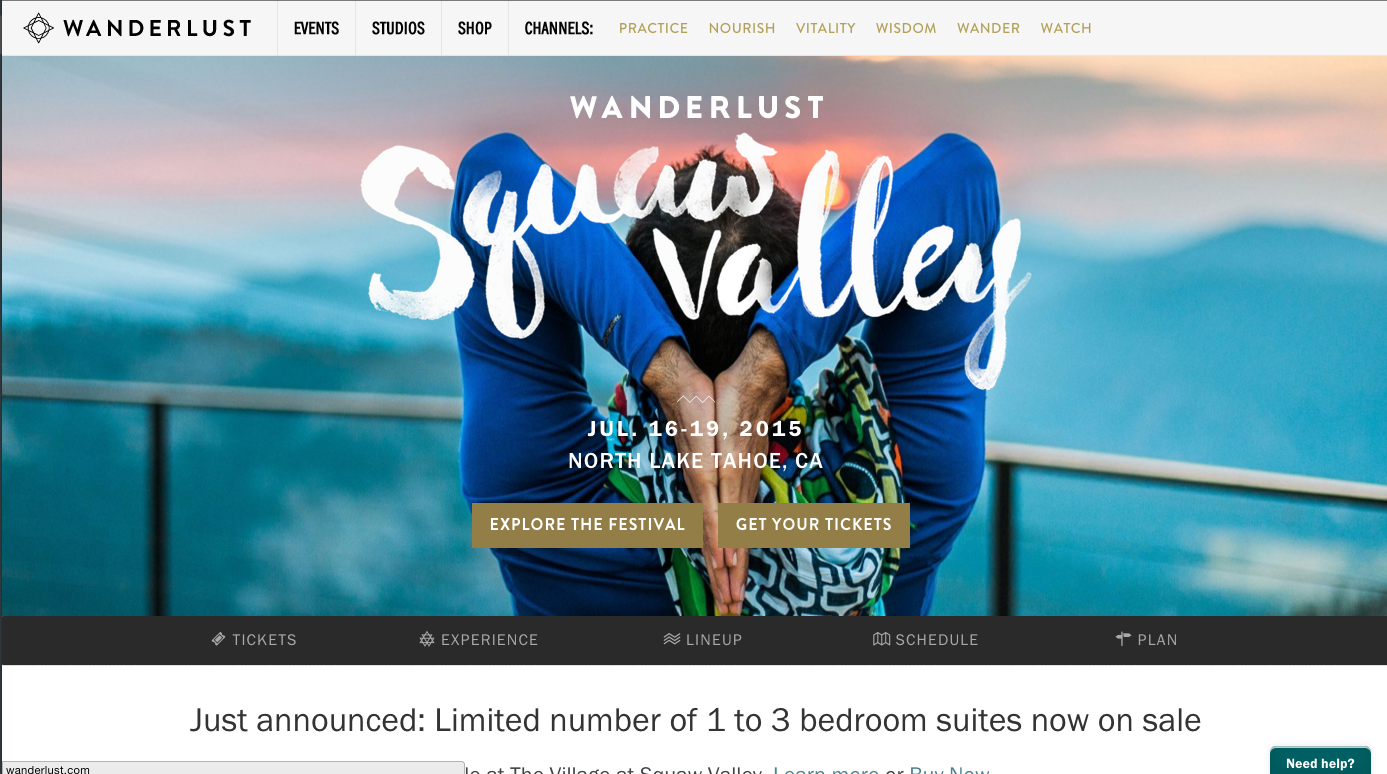 WANDERLUST
EVENTS STUDIOS SHOP CHANNELS: PRACTICE NOURISH VITALITY WISDOM WANDER WATCH
WANDERLUST
Squaw
Valley
JUL. 16-19, 2015
NORTH LAKE TAHOE, CA
EXPLORE THE FESTIVAL GET YOUR TICKETS
TICKETS EXPERIENCE LINEUP SCHEDULE PLAN
Just announced: Limited number of 1 to 3 bedroom suites now on sale
at The Village at Squaw Valley. Learn more or Buy Now
wanderlust.com
Need help?